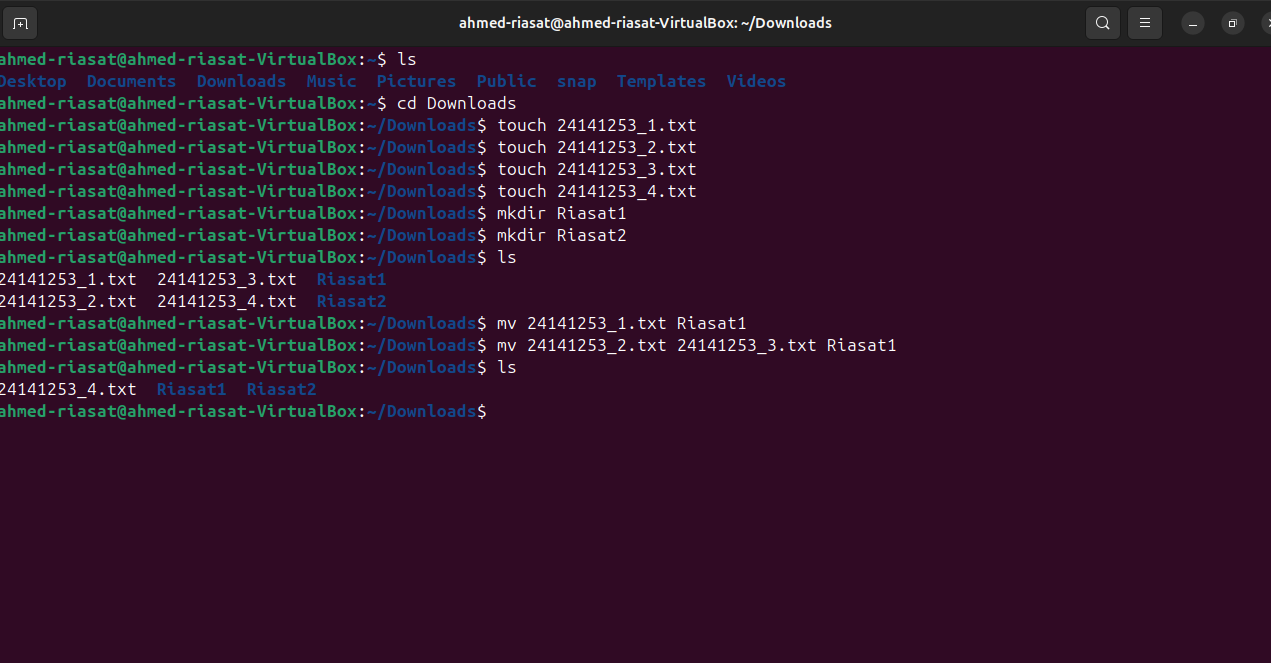 ahmed-riasat@ahmed-riasat-VirtualBox: ~/Downloads
ahmed-riasat@ahmed-riasat-VirtualBox:~$ ls
Desktop  Documents  Downloads  Music  Pictures  Public  snap  Templates  Videos
ahmed-riasat@ahmed-riasat-VirtualBox:~$ cd Downloads
ahmed-riasat@ahmed-riasat-VirtualBox:~/Downloads$ touch 24141253_1.txt
ahmed-riasat@ahmed-riasat-VirtualBox:~/Downloads$ touch 24141253_2.txt
ahmed-riasat@ahmed-riasat-VirtualBox:~/Downloads$ touch 24141253_3.txt
ahmed-riasat@ahmed-riasat-VirtualBox:~/Downloads$ touch 24141253_4.txt
ahmed-riasat@ahmed-riasat-VirtualBox:~/Downloads$ mkdir Riasat1
ahmed-riasat@ahmed-riasat-VirtualBox:~/Downloads$ mkdir Riasat2
ahmed-riasat@ahmed-riasat-VirtualBox:~/Downloads$ ls
24141253_1.txt  24141253_3.txt  Riasat1
24141253_2.txt  24141253_4.txt  Riasat2
ahmed-riasat@ahmed-riasat-VirtualBox:~/Downloads$ mv 24141253_1.txt Riasat1
ahmed-riasat@ahmed-riasat-VirtualBox:~/Downloads$ mv 24141253_2.txt 24141253_3.txt Riasat1
ahmed-riasat@ahmed-riasat-VirtualBox:~/Downloads$ ls
24141253_4.txt  Riasat1  Riasat2
ahmed-riasat@ahmed-riasat-VirtualBox:~/Downloads$